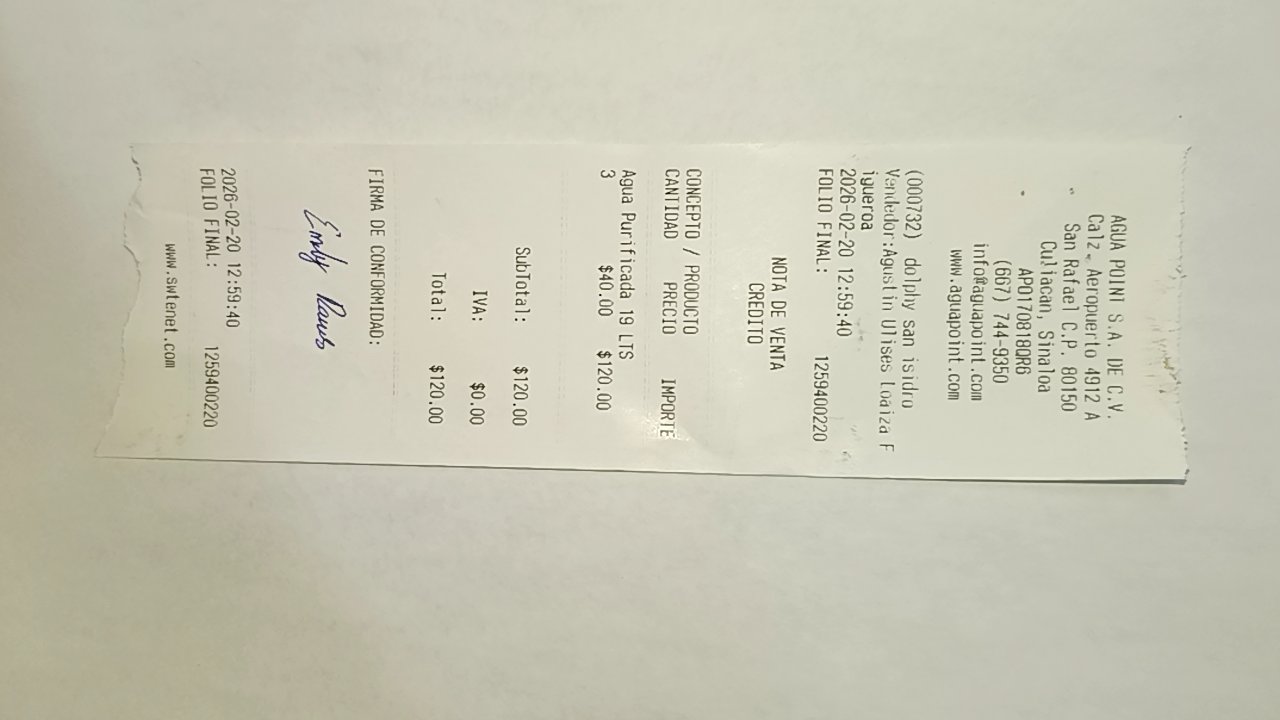 AGUA POINT S.A. DE C.V.
Calz. Aeropuerto 4912 A
San Rafael C.P. 80150
Culiacan, Sinaloa
APO170818QR6
(667) 744-9350
info@aguapoint.com
www.aguapoint.com
(000732) dolphy san isidro
Vendedor:Agustin Ulises Loaiza F
igueroa
2026-02-20 12:59:40
FOLIO FINAL: 1259400220
NOTA DE VENTA
CREDITO
CONCEPTO / PRODUCTO
CANTIDAD PRECIO IMPORTE
Agua Purificada 19 LTS
3 $40.00 $120.00
SubTotal: $120.00
IVA: $0.00
Total: $120.00
FIRMA DE CONFORMIDAD:
2026-02-20 12:59:40
FOLIO FINAL: 1259400220
www.swtenet.com